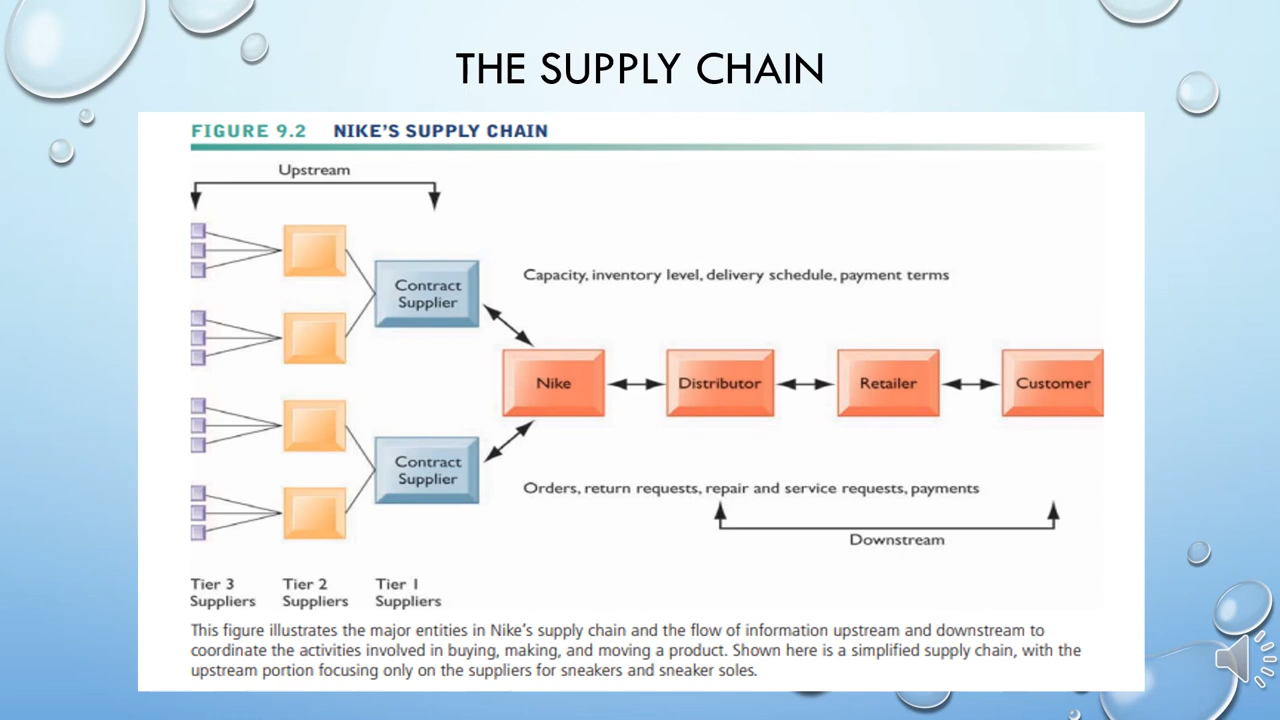 THE SUPPLY CHAIN
FIGURE 9.2 NIKE'S SUPPLY CHAIN
Upstream
Capacity, inventory level, delivery schedule, payment terms
Contract
Supplier
Nike
Distributor
Retailer
Customer
Contract
Supplier
Orders, return requests, repair and service requests, payments
Downstream
Tier 3
Suppliers
Tier 2
Suppliers
Tier 1
Suppliers
This figure illustrates the major entities in Nike's supply chain and the flow of information upstream and downstream to
coordinate the activities involved in buying, making, and moving a product. Shown here is a simplified supply chain, with the
upstream portion focusing only on the suppliers for sneakers and sneaker soles.